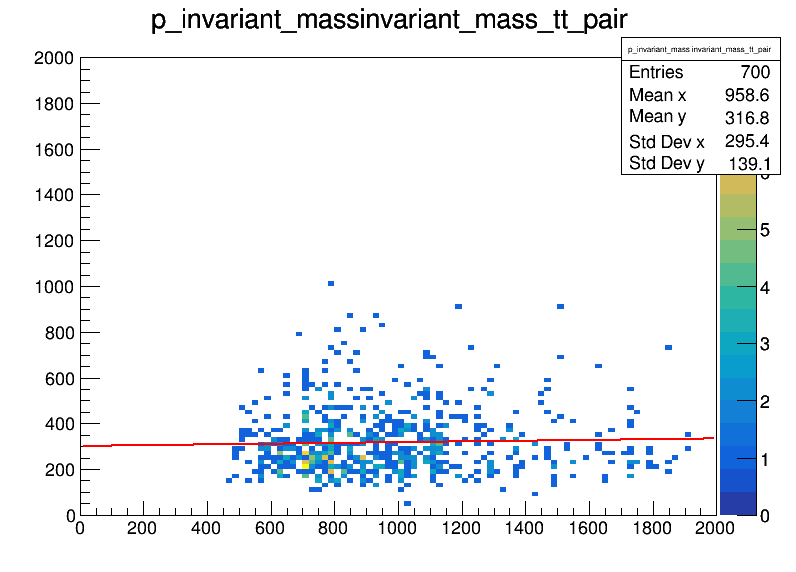 p_invariant_massinvariant_mass_tt_pair
p_invariant_massinvariant_mass_tt_pair
Entries 700
Mean x 958.6
Mean y 316.8
Std Dev x 295.4
Std Dev y 139.1
2000
1800
1600
1400
1200
1000
800
600
400
200
0
5
4
3
2
1
0
0 200 400 600 800 1000 1200 1400 1600 1800 2000